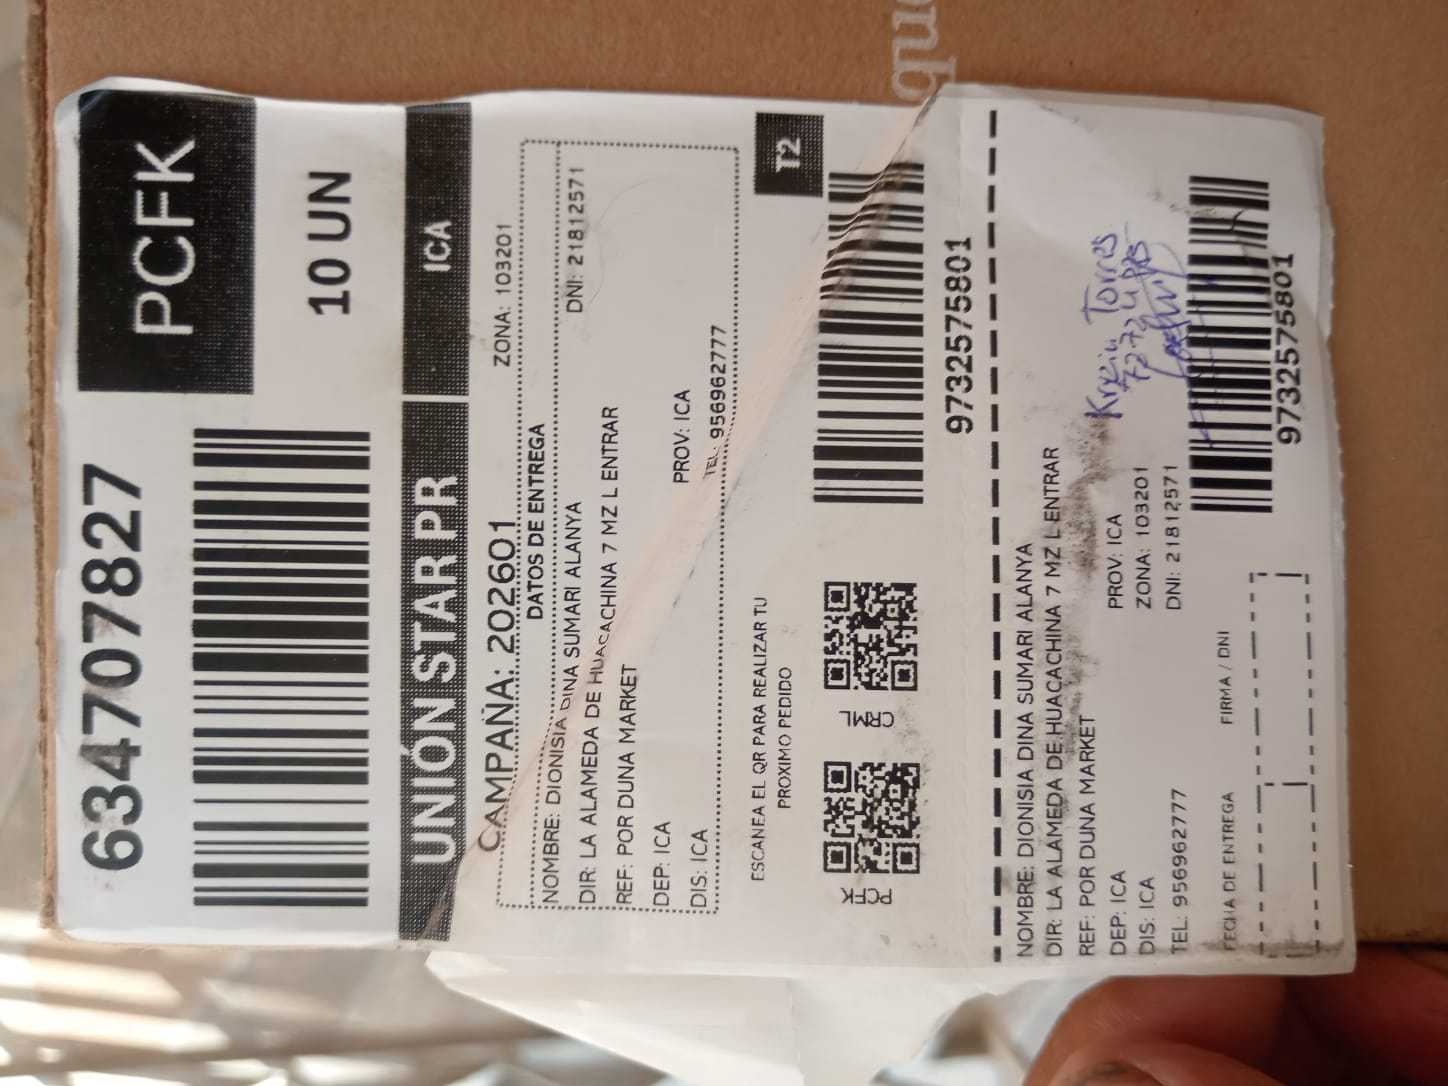 634707827
PCFK
10 UN
UNIÓN STAR PR
ICA
CAMPAÑA: 202601
ZONA: 103201
DATOS DE ENTREGA
NOMBRE: DIONISIA DINA SUMARI ALANYA
DNI: 21812571
DIR: LA ALAMEDA DE HUACACHINA 7 MZ L ENTRAR
REF: POR DUNA MARKET
DEP: ICA
PROV: ICA
DIS: ICA
TEL: 956962777
ESCANEA EL QR PARA REALIZAR TU
PROXIMO PEDIDO
T2
PCFK
CRML
9732575801
NOMBRE: DIONISIA DINA SUMARI ALANYA
DIR: LA ALAMEDA DE HUACACHINA 7 MZ L ENTRAR
REF: POR DUNA MARKET
DEP: ICA
PROV: ICA
DIS: ICA
ZONA: 103201
TEL: 956962777
DNI: 21812571
Torres
FECHA DE ENTREGA
FIRMA / DNI
9732575801